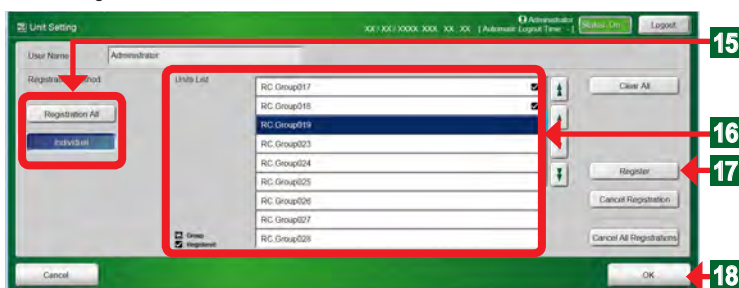 Unit Setting
XX / XX / XXXX XXX XX : XX [Automatic Logout Time: - ]
Administrator
Status: On
Logout
15
User Name
Administrator
Registration Method
Units List
Registration All
Individual
RC.Group017
RC.Group018
RC.Group019
RC.Group023
RC.Group024
RC.Group025
RC.Group026
RC.Group027
RC.Group028
Group
Registered
Clear All
16
Register
17
Cancel Registration
Cancel All Registrations
Cancel
OK
18